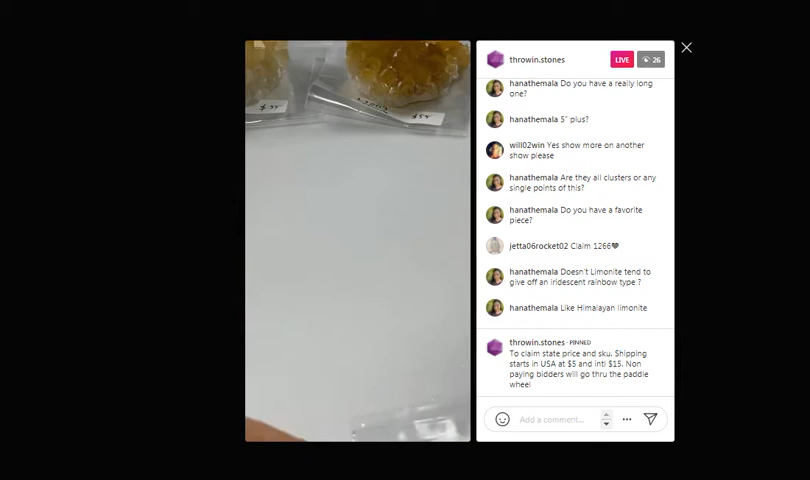 throwin.stones
LIVE
26
hanathemala Do you have a really long
one?
hanathemala 5" plus?
will02win Yes show more on another
show please
hanathemala Are they all clusters or any
single points of this?
hanathemala Do you have a favorite
piece?
jetta06rocket02 Claim 1266🖤
hanathemala Doesn't Limonite tend to
give off an iridescent rainbow type ?
hanathemala Like Himalayan limonite
throwin.stones · PINNED
To claim state price and sku. Shipping
starts in USA at $5 and intl $15. Non
paying bidders will go thru the paddle
wheel
Add a comment...